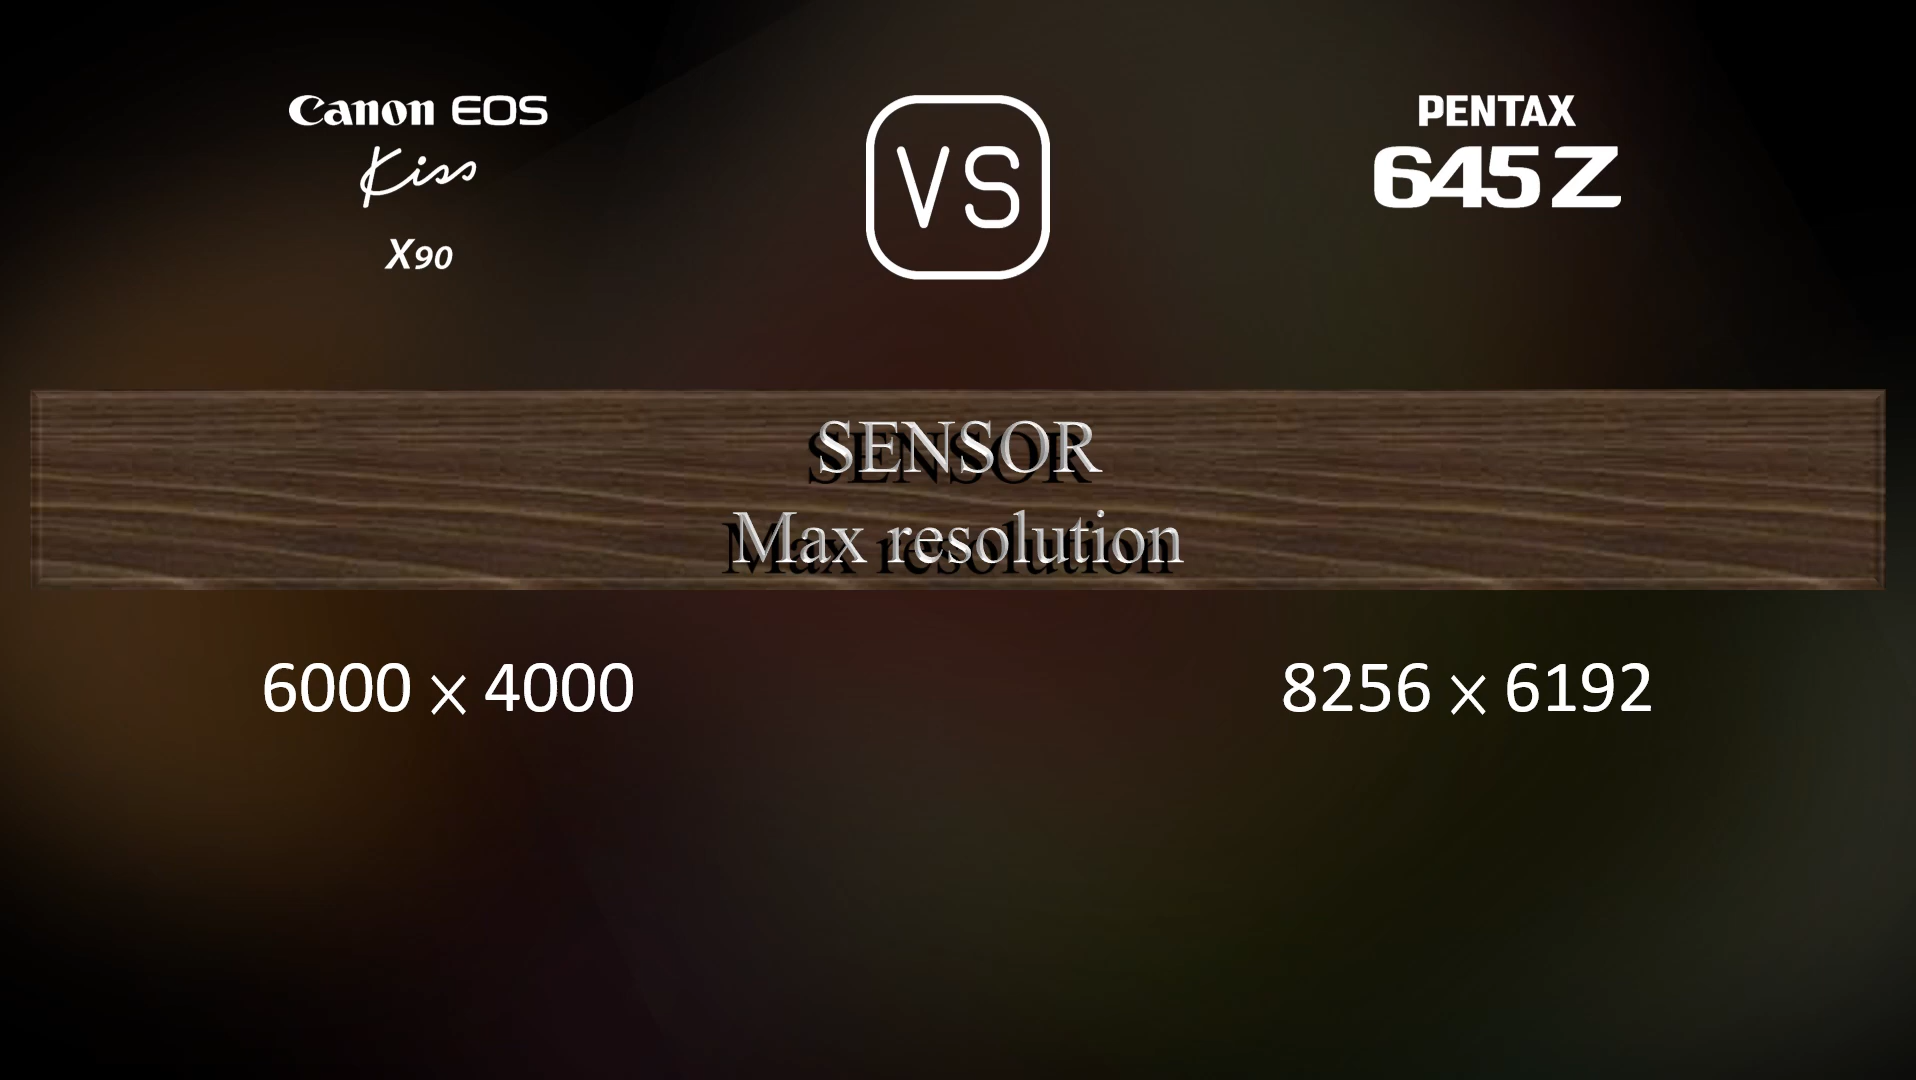 Canon EOS
Kiss
X90
VS
PENTAX
645Z
SENSOR
Max resolution
6000 x 4000
8256 x 6192